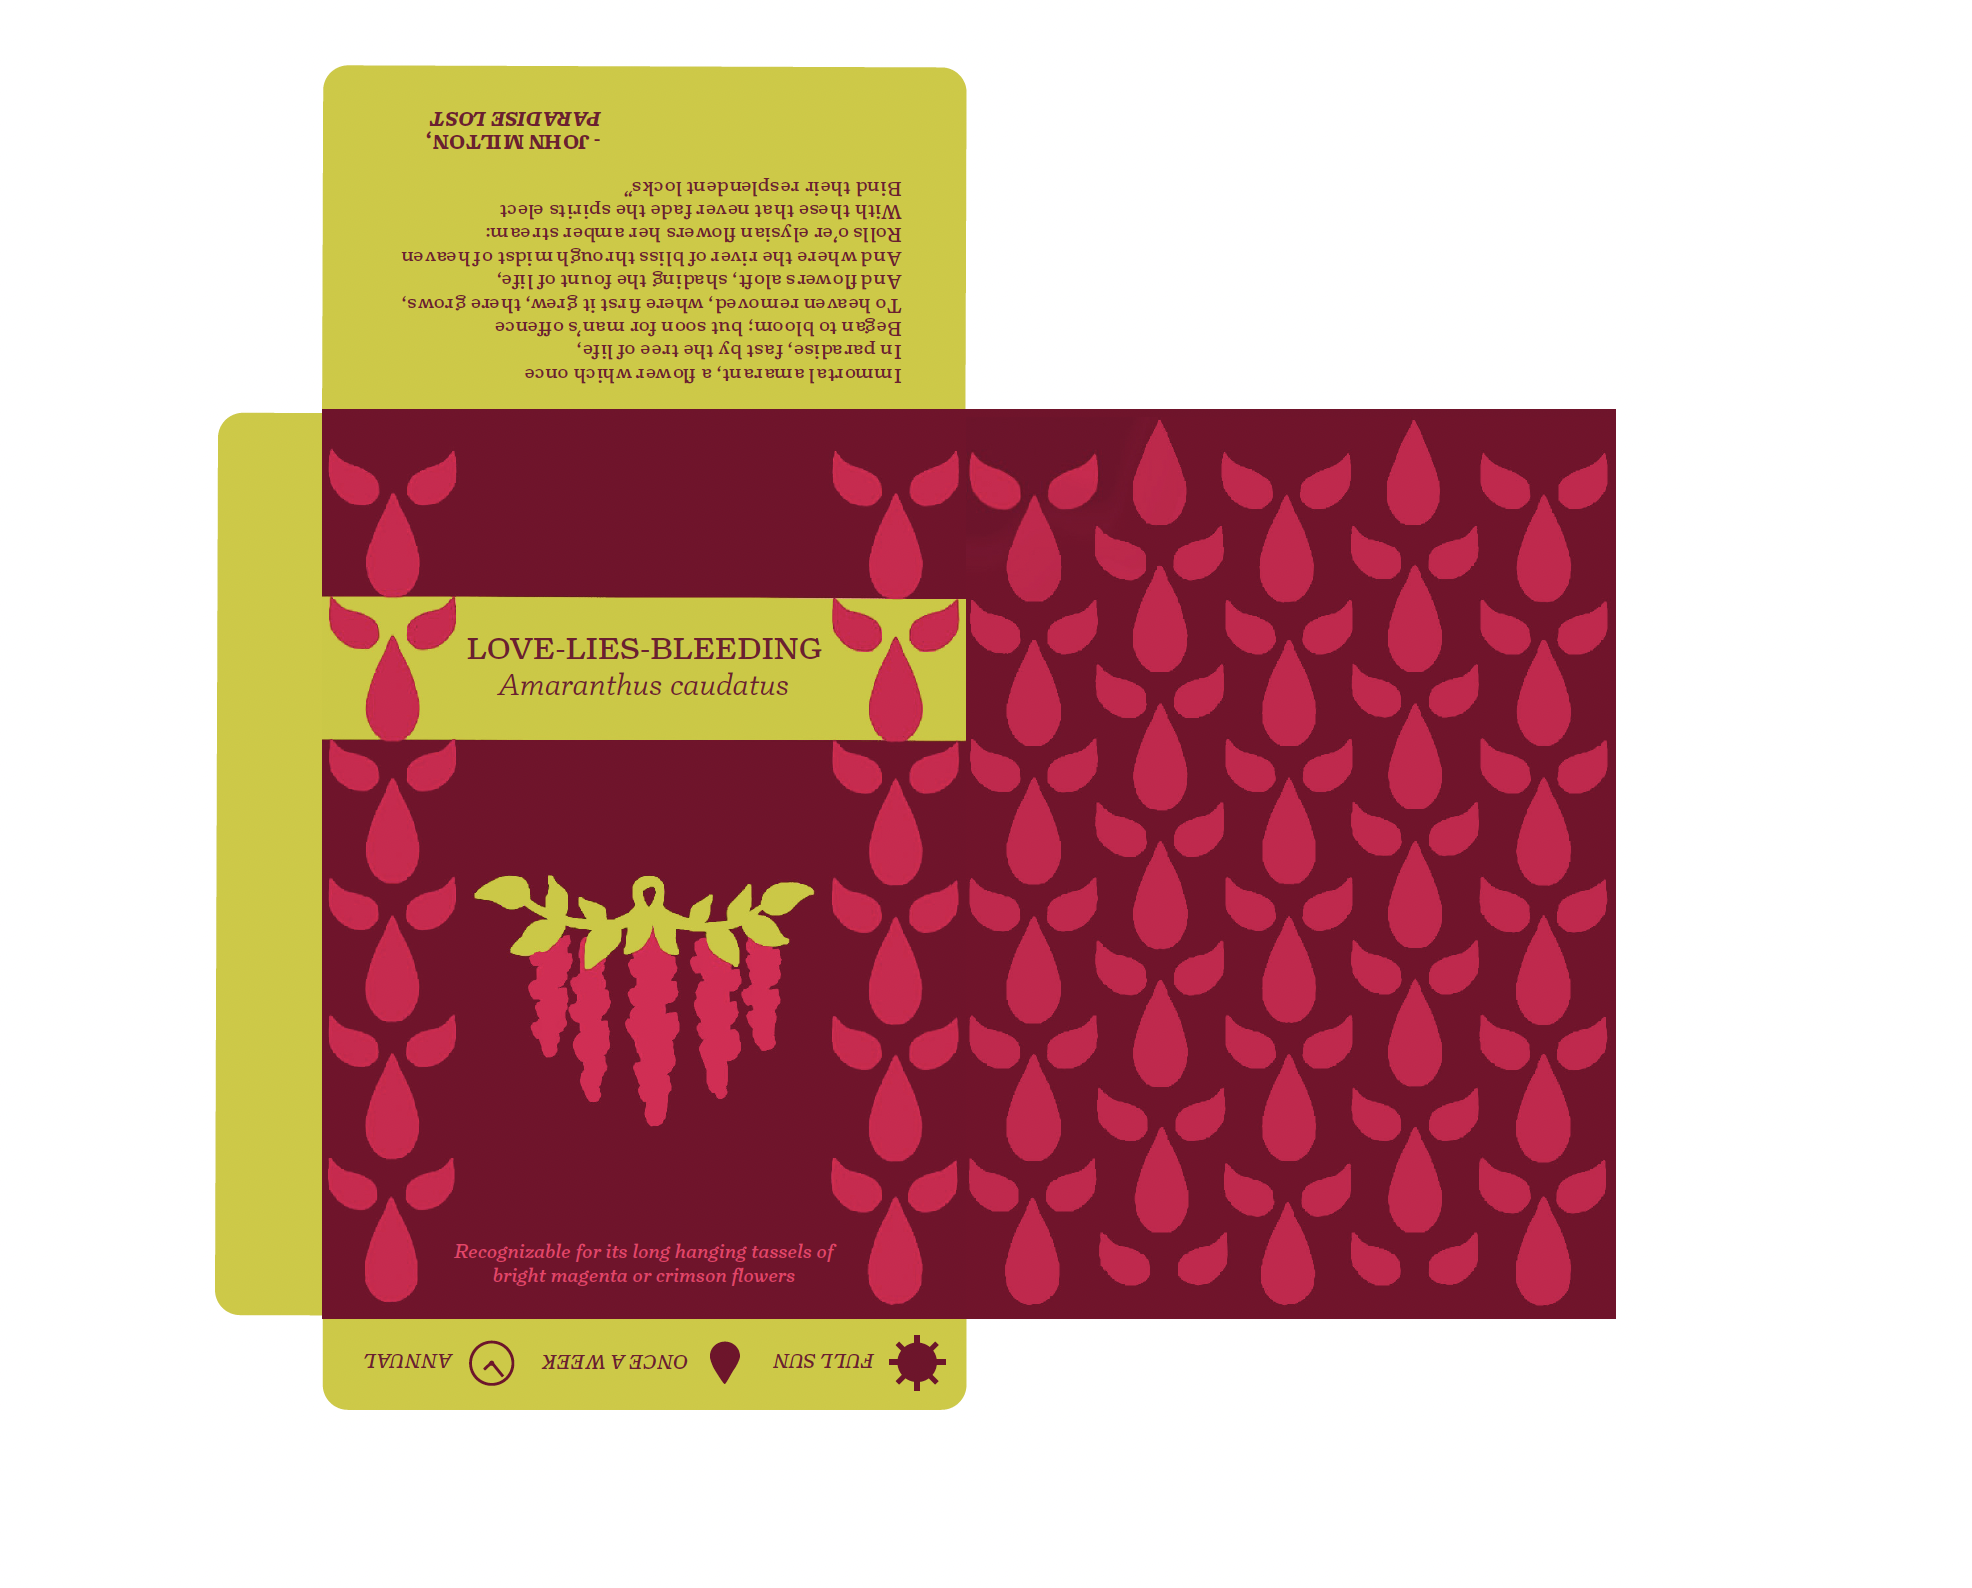 Immortal amarant, a flower which once
In paradise, fast by the tree of life,
Began to bloom; but soon for man's offence
To heaven removed, where first it grew, there grows,
And flowers aloft, shading the fount of life,
And where the river of bliss through midst of heaven
Rolls o'er elysian flowers her amber stream:
With these that never fade the spirits elect
Bind their resplendent locks”
- JOHN MILTON,
PARADISE LOST
LOVE-LIES-BLEEDING
Amaranthus caudatus
Recognizable for its long hanging tassels of
bright magenta or crimson flowers
FULL SUN
ONCE A WEEK
ANNUAL